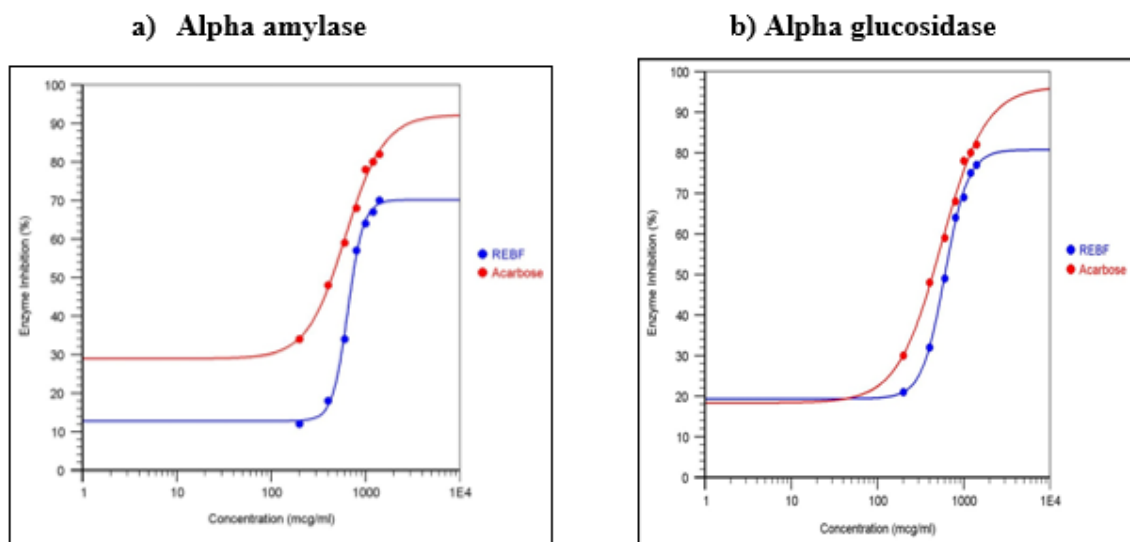 a) Alpha amylase
100
90
80
70
60
50
40
30
20
10
0
Enzyme Inhibition (%)
1
10
100
1000
1E4
Concentration (mcg/ml)
REBF
Acarbose
b) Alpha glucosidase
100
90
80
70
60
50
40
30
20
10
0
Enzyme Inhibition (%)
1
10
100
1000
1E4
Concentration (mcg/ml)
REBF
Acarbose